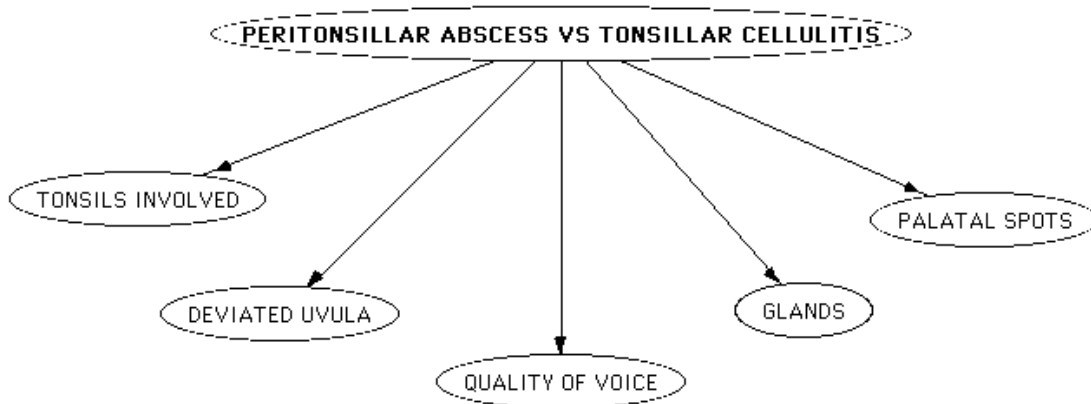 PERITONSILLAR ABSCESS VS TONSILLAR CELLULITIS
TONSILS INVOLVED
PALATAL SPOTS
DEVIATED UVULA
GLANDS
QUALITY OF VOICE